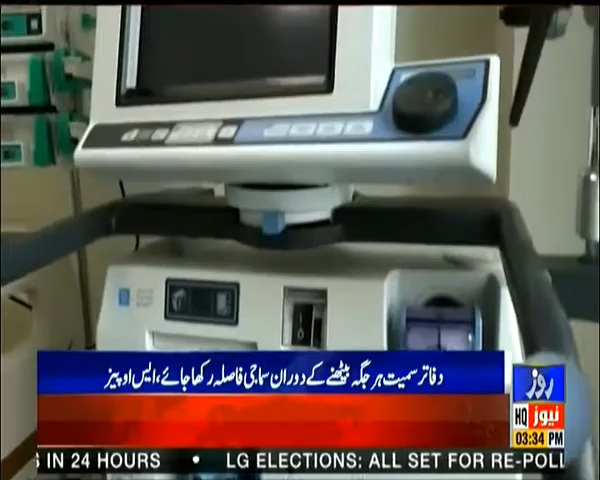 دفاتر سمیت ہر جگہ بیٹھنے کے دوران سماجی فاصلہ رکھا جائے، ایس او پیز
روز
HQ نیوز
03:34 PM
IN 24 HOURS • LG ELECTIONS: ALL SET FOR RE-POLL